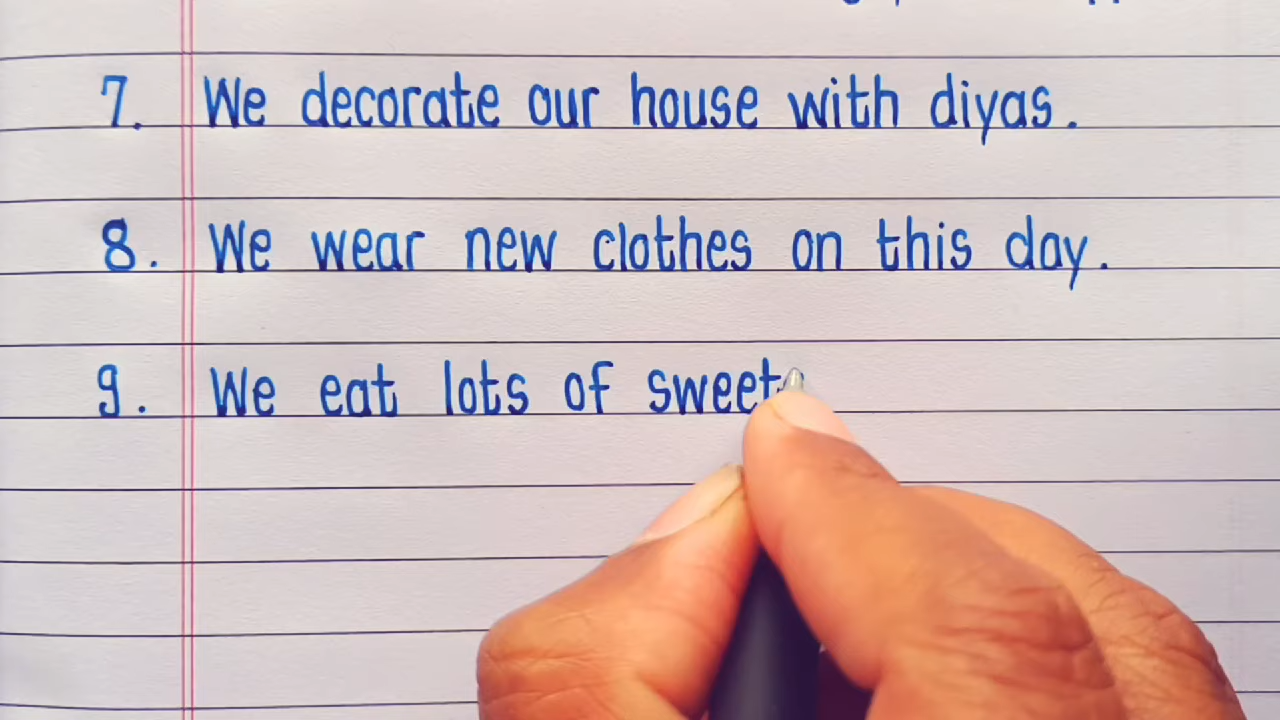 7. We decorate our house with diyas.
8. We wear new clothes on this day.
9. We eat lots of sweet